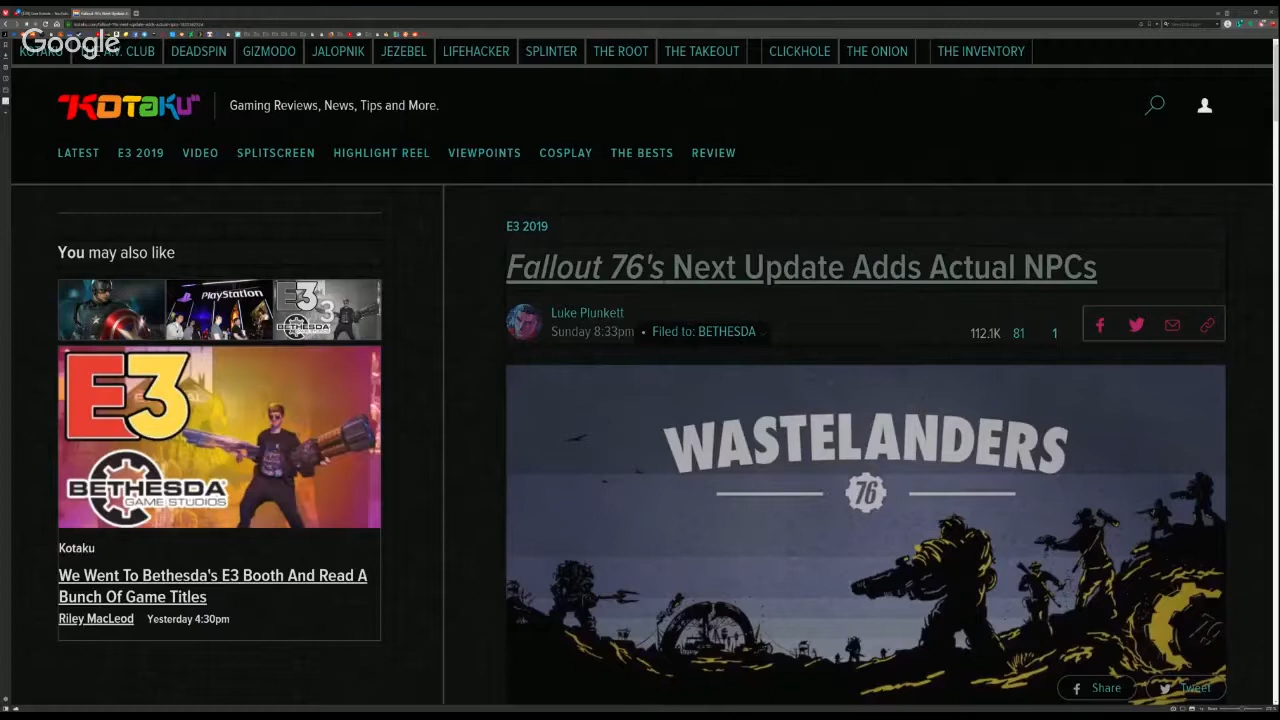 Google
KOTAKU A.V. CLUB DEADSPIN GIZMODO JALOPNIK JEZEBEL LIFEHACKER SPLINTER THE ROOT THE TAKEOUT CLICKHOLE THE ONION THE INVENTORY
KOTAKU Gaming Reviews, News, Tips and More.
LATEST E3 2019 VIDEO SPLITSCREEN HIGHLIGHT REEL VIEWPOINTS COSPLAY THE BESTS REVIEW
You may also like
PlayStation
E3
BETHESDA
E3
BETHESDA
GAME STUDIOS
Kotaku
We Went To Bethesda's E3 Booth And Read A
Bunch Of Game Titles
Riley MacLeod Yesterday 4:30pm
E3 2019
Fallout 76's Next Update Adds Actual NPCs
Luke Plunkett
Sunday 8:33pm • Filed to: BETHESDA
112.1K 81 1
WASTELANDERS
76
Share Tweet